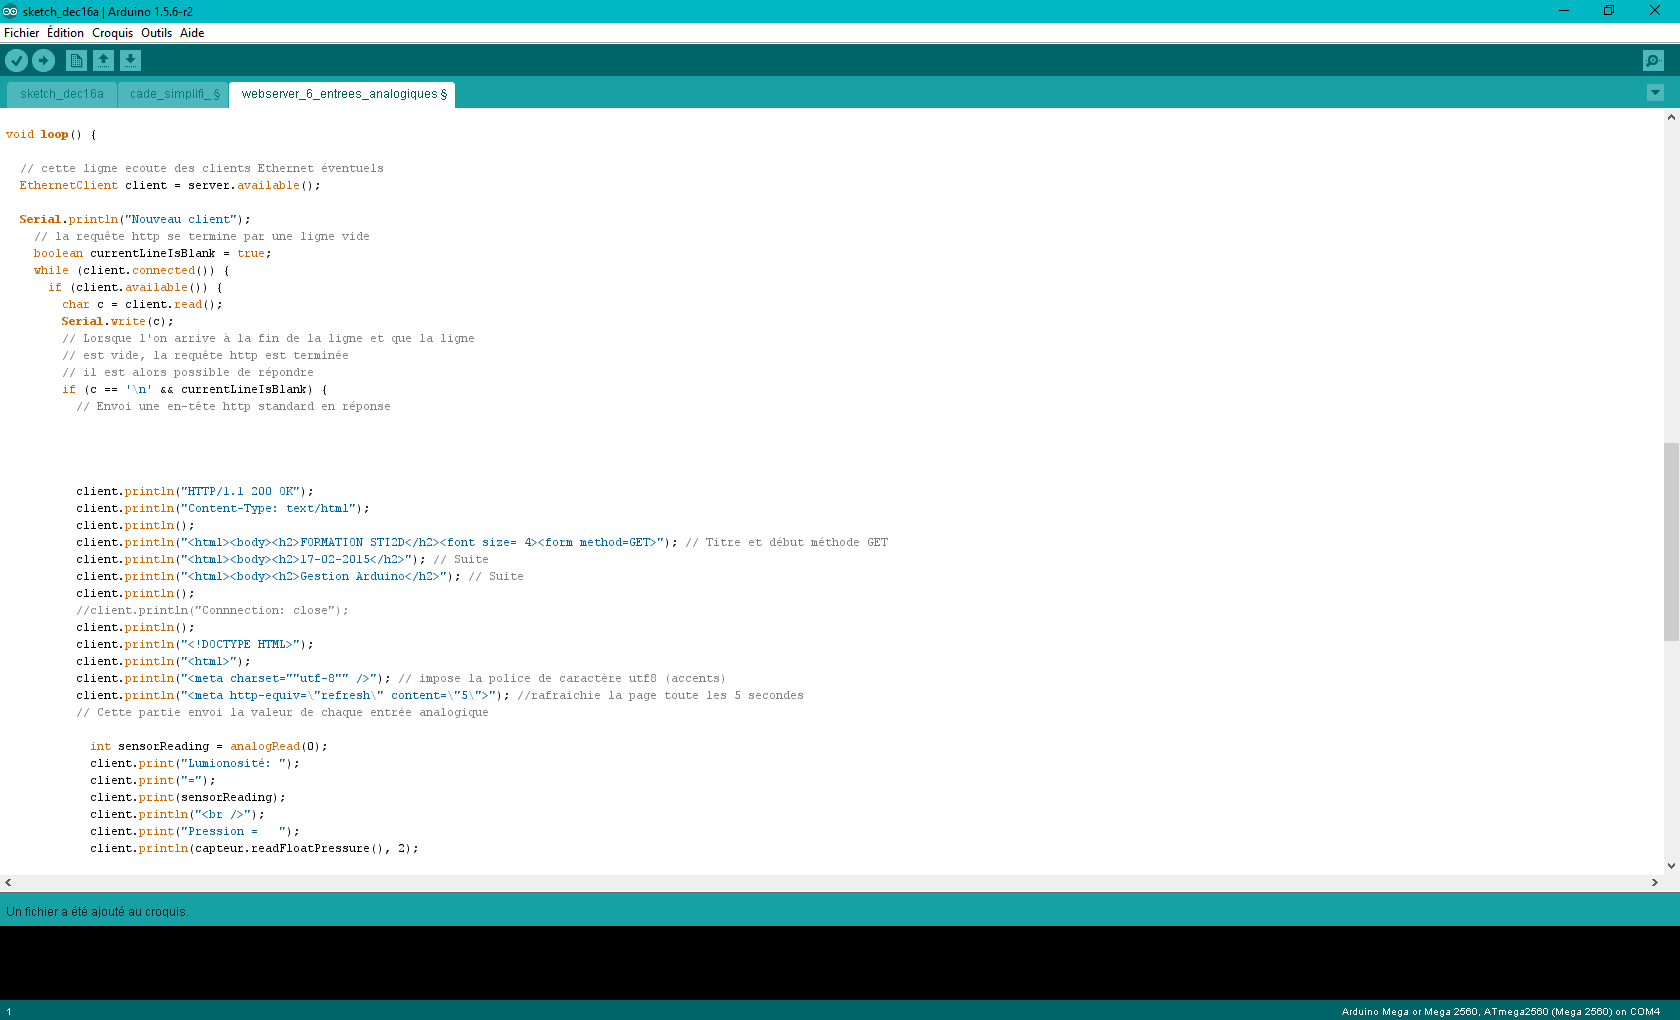 sketch_dec16a | Arduino 1.5.6-r2
Fichier Édition Croquis Outils Aide
sketch_dec16a cade_simplifi_ § webserver_6_entrees_analogiques §
void loop() {
// cette ligne ecoute des clients Ethernet éventuels
EthernetClient client = server.available();
Serial.println("Nouveau client");
// la requête http se termine par une ligne vide
boolean currentLineIsBlank = true;
while (client.connected()) {
if (client.available()) {
char c = client.read();
Serial.write(c);
// Lorsque l'on arrive à la fin de la ligne et que la ligne
// est vide, la requête http est terminée
// il est alors possible de répondre
if (c == '\n' && currentLineIsBlank) {
// Envoi une en-tête http standard en réponse
client.println("HTTP/1.1 200 OK");
client.println("Content-Type: text/html");
client.println();
client.println("<html><body><h2>FORMATION STI2D</h2><font size= 4><form method=GET>"); // Titre et début méthode GET
client.println("<html><body><h2>17-02-2015</h2>"); // Suite
client.println("<html><body><h2>Gestion Arduino</h2>"); // Suite
client.println();
//client.println("Connnection: close");
client.println();
client.println("<!DOCTYPE HTML>");
client.println("<html>");
client.println("<meta charset=""utf-8"" />"); // impose la police de caractère utf8 (accents)
client.println("<meta http-equiv=\"refresh\" content=\"5\">"); //rafraichie la page toute les 5 secondes
// Cette partie envoi la valeur de chaque entrée analogique
int sensorReading = analogRead(0);
client.print("Lumionosité: ");
client.print("=");
client.print(sensorReading);
client.println("<br />");
client.print("Pression =   ");
client.println(capteur.readFloatPressure(), 2);
Un fichier a été ajouté au croquis.
1 Arduino Mega or Mega 2560, ATmega2560 (Mega 2560) on COM4